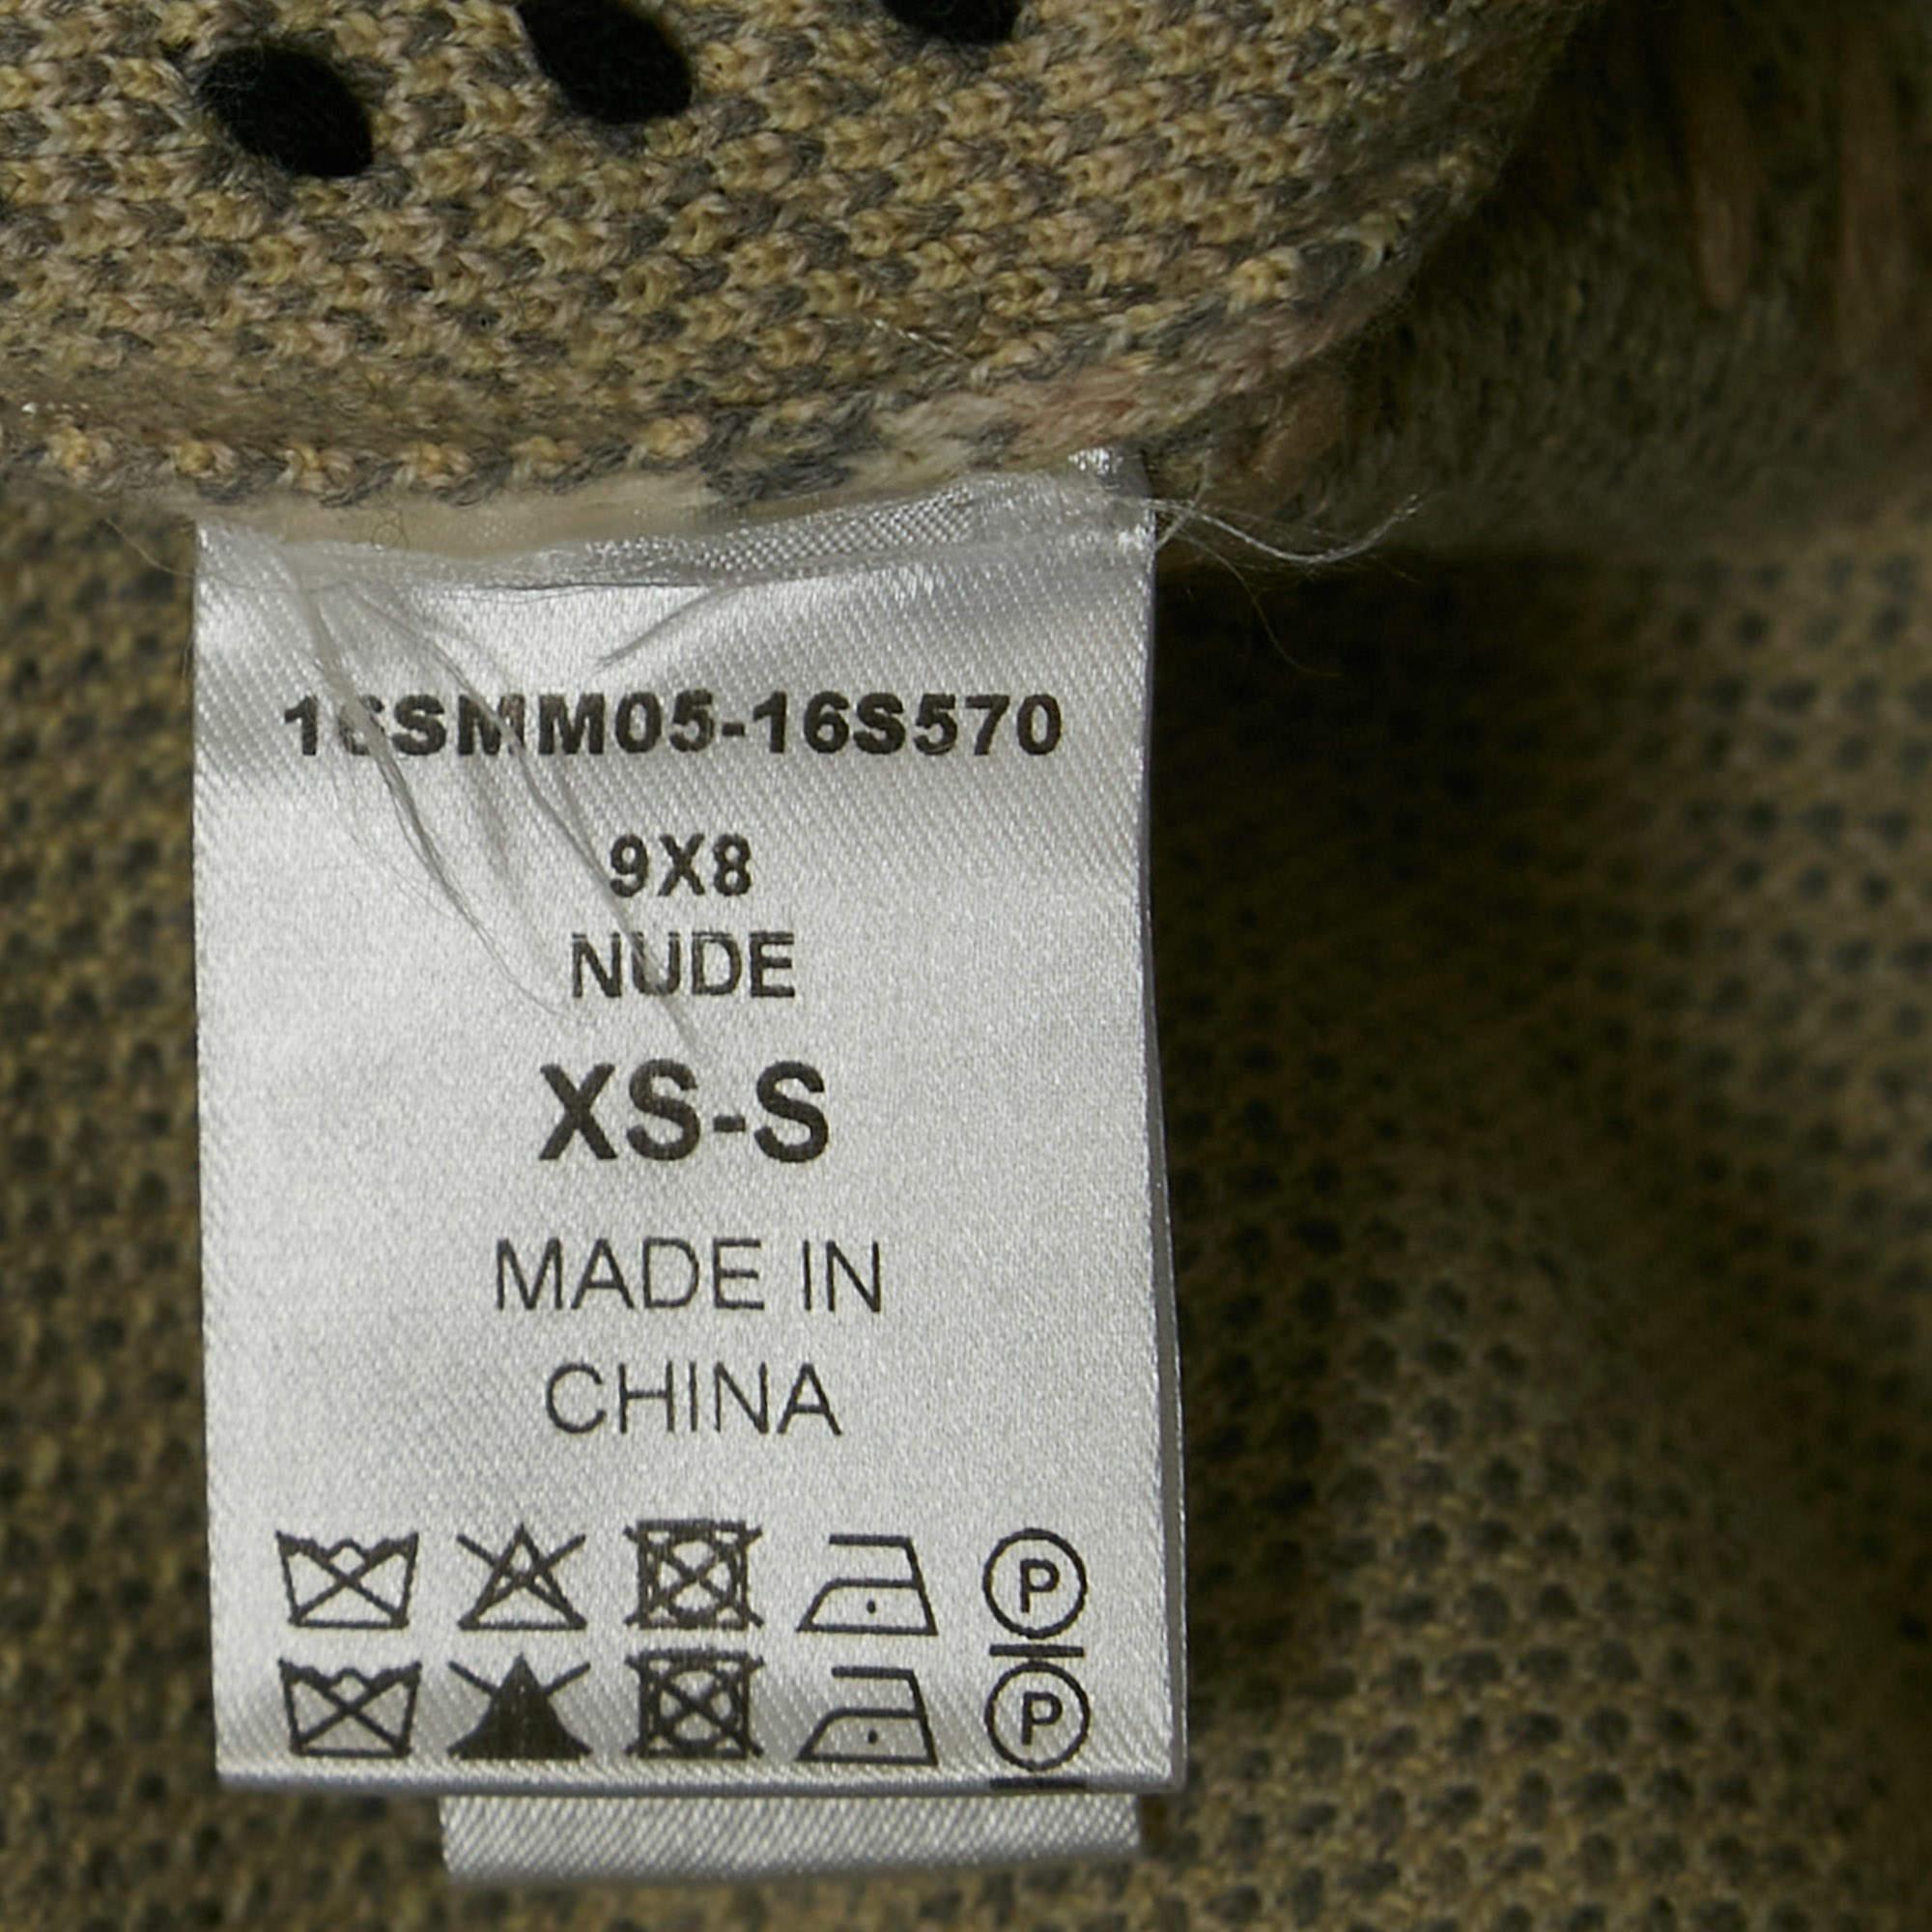 16SMM05-16S570
9X8
NUDE
XS-S
MADE IN
CHINA
P
P